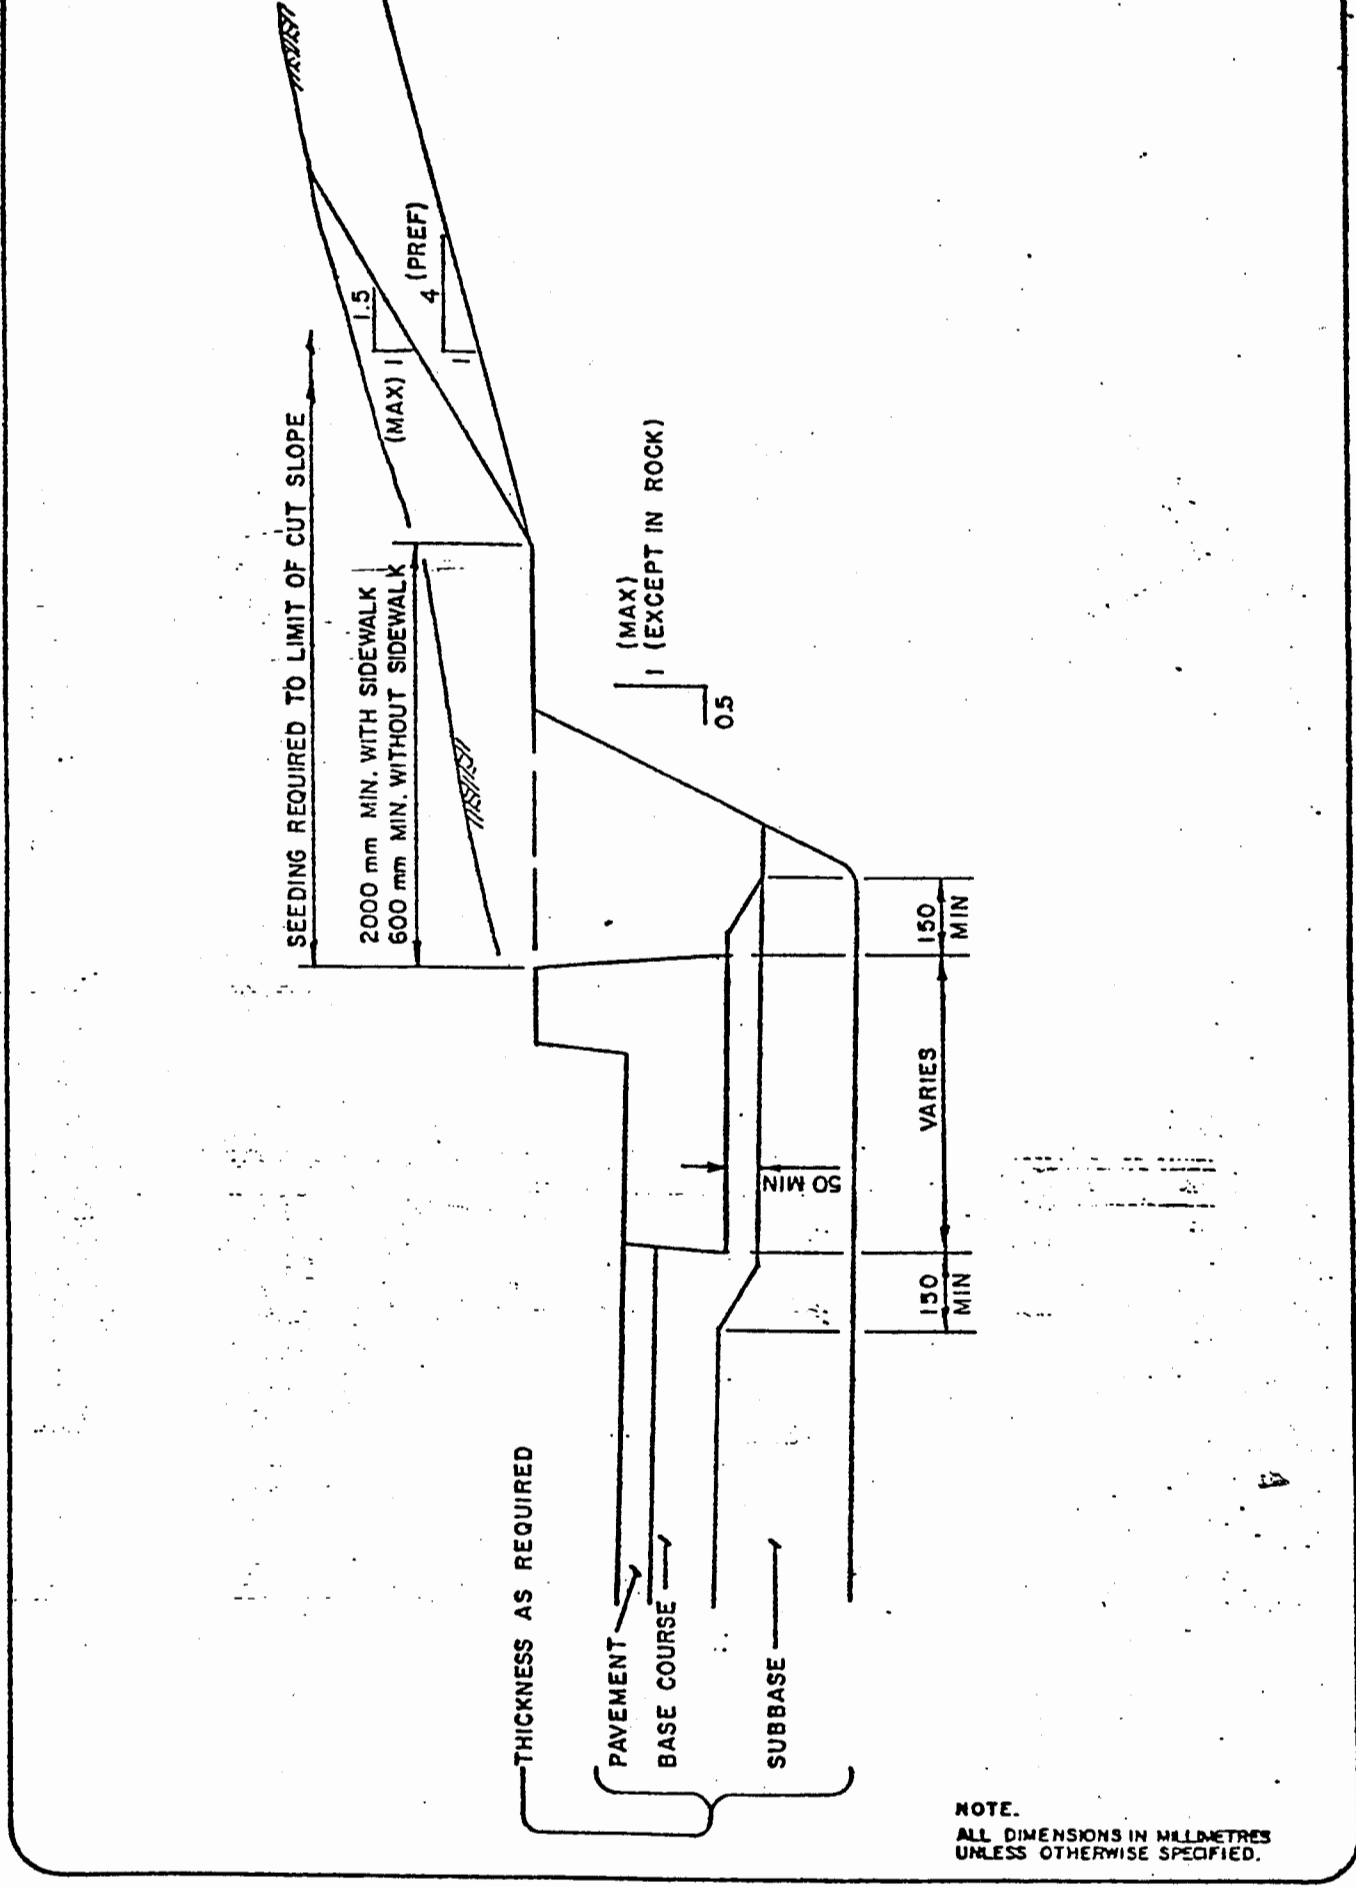 SEEDING REQUIRED TO LIMIT OF CUT SLOPE
2000 mm MIN. WITH SIDEWALK
600 mm MIN. WITHOUT SIDEWALK
1.5
(MAX) 1
4 (PREF)
1
(MAX)
1 (EXCEPT IN ROCK)
0.5
THICKNESS AS REQUIRED
PAVEMENT
BASE COURSE
SUBBASE
50 MIN
150
MIN
VARIES
150
MIN
NOTE.
ALL DIMENSIONS IN MILLIMETRES
UNLESS OTHERWISE SPECIFIED.